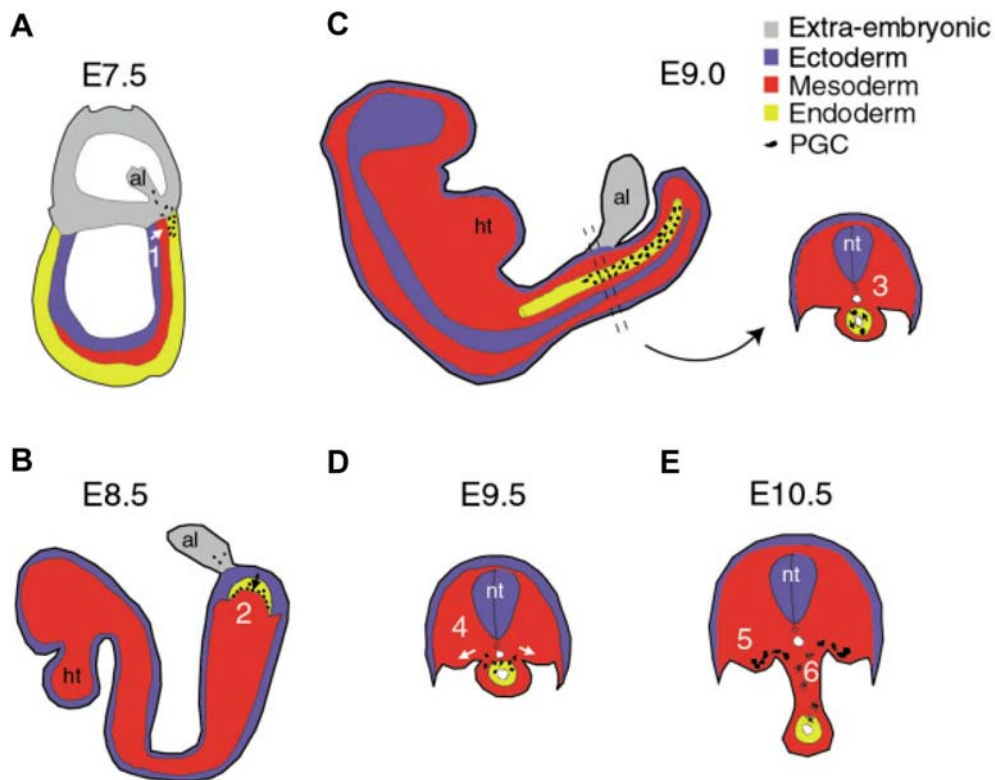 A
E7.5
al
1
C
E9.0
al
ht
nt
3
Extra-embryonic
Ectoderm
Mesoderm
Endoderm
PGC
B
E8.5
al
2
ht
D
E9.5
nt
4
E
E10.5
nt
5
6